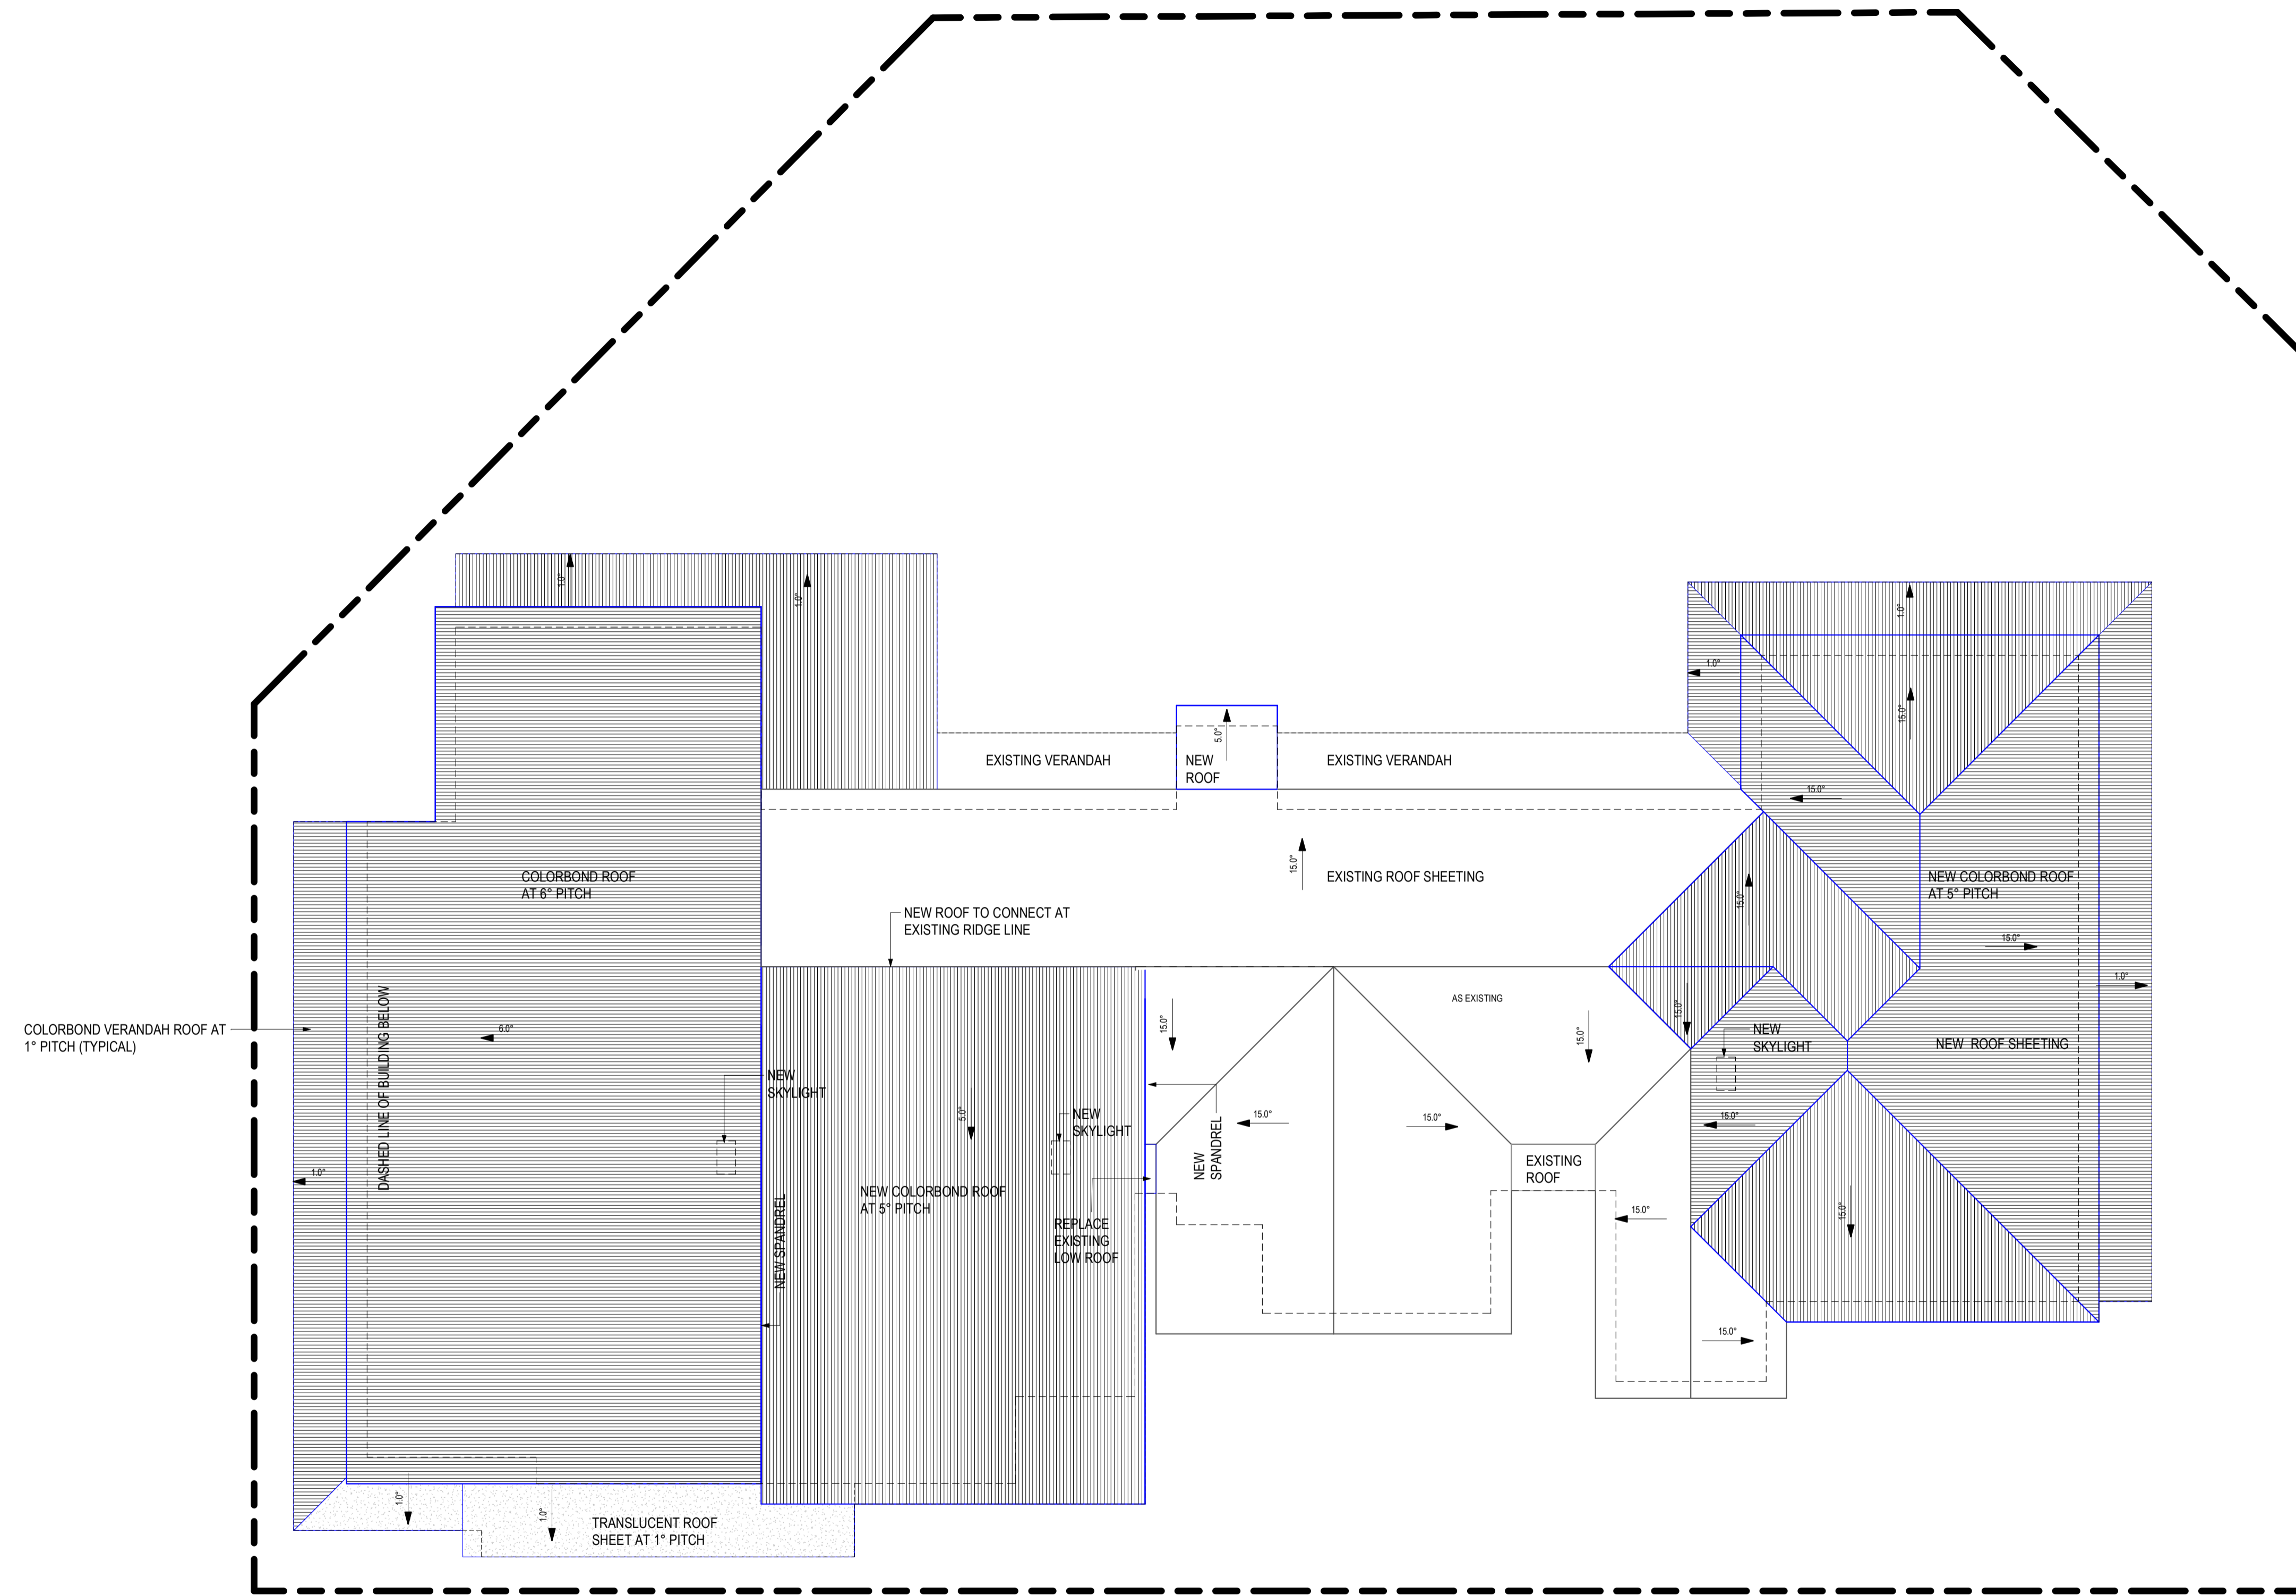 1.0°
1.0°
1.0°
1.0°
15.0°
5.0°
EXISTING VERANDAH
NEW
ROOF
EXISTING VERANDAH
15.0°
15.0°
COLORBOND ROOF
AT 6° PITCH
EXISTING ROOF SHEETING
15.0°
NEW COLORBOND ROOF
AT 5° PITCH
NEW ROOF TO CONNECT AT
EXISTING RIDGE LINE
15.0°
1.0°
AS EXISTING
COLORBOND VERANDAH ROOF AT
1° PITCH (TYPICAL)
DASHED LINE OF BUILDING BELOW
6.0°
15.0°
15.0°
15.0°
NEW
SKYLIGHT
NEW ROOF SHEETING
NEW
SKYLIGHT
5.0°
NEW
SKYLIGHT
15.0°
15.0°
15.0°
1.0°
NEW
SPANDREL
EXISTING
ROOF
NEW COLORBOND ROOF
AT 5° PITCH
NEW SPANDREL
REPLACE
EXISTING
LOW ROOF
15.0°
15.0°
15.0°
1.0°
1.0°
TRANSLUCENT ROOF
SHEET AT 1° PITCH